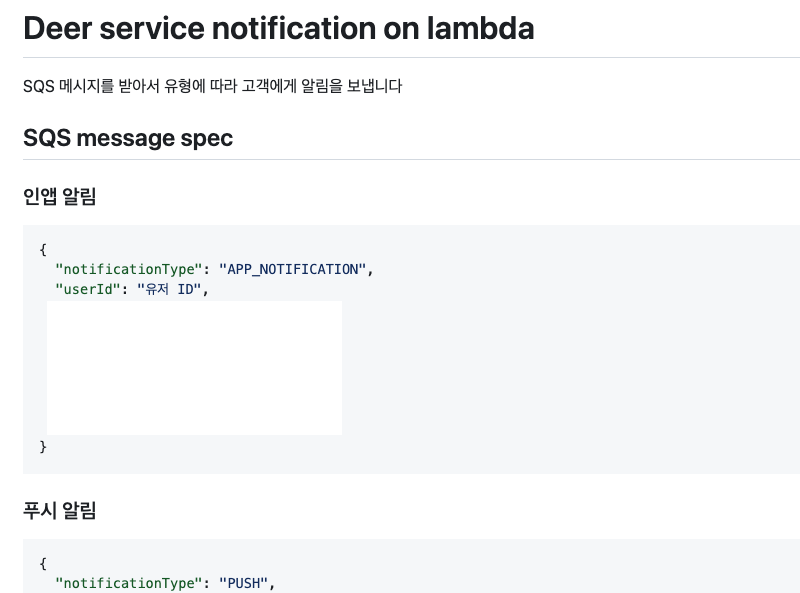 Deer service notification on lambda
SQS 메시지를 받아서 유형에 따라 고객에게 알림을 보냅니다
SQS message spec
인앱 알림
{
"notificationType": "APP_NOTIFICATION",
"userId": "유저 ID",
}
푸시 알림
{
"notificationType": "PUSH",